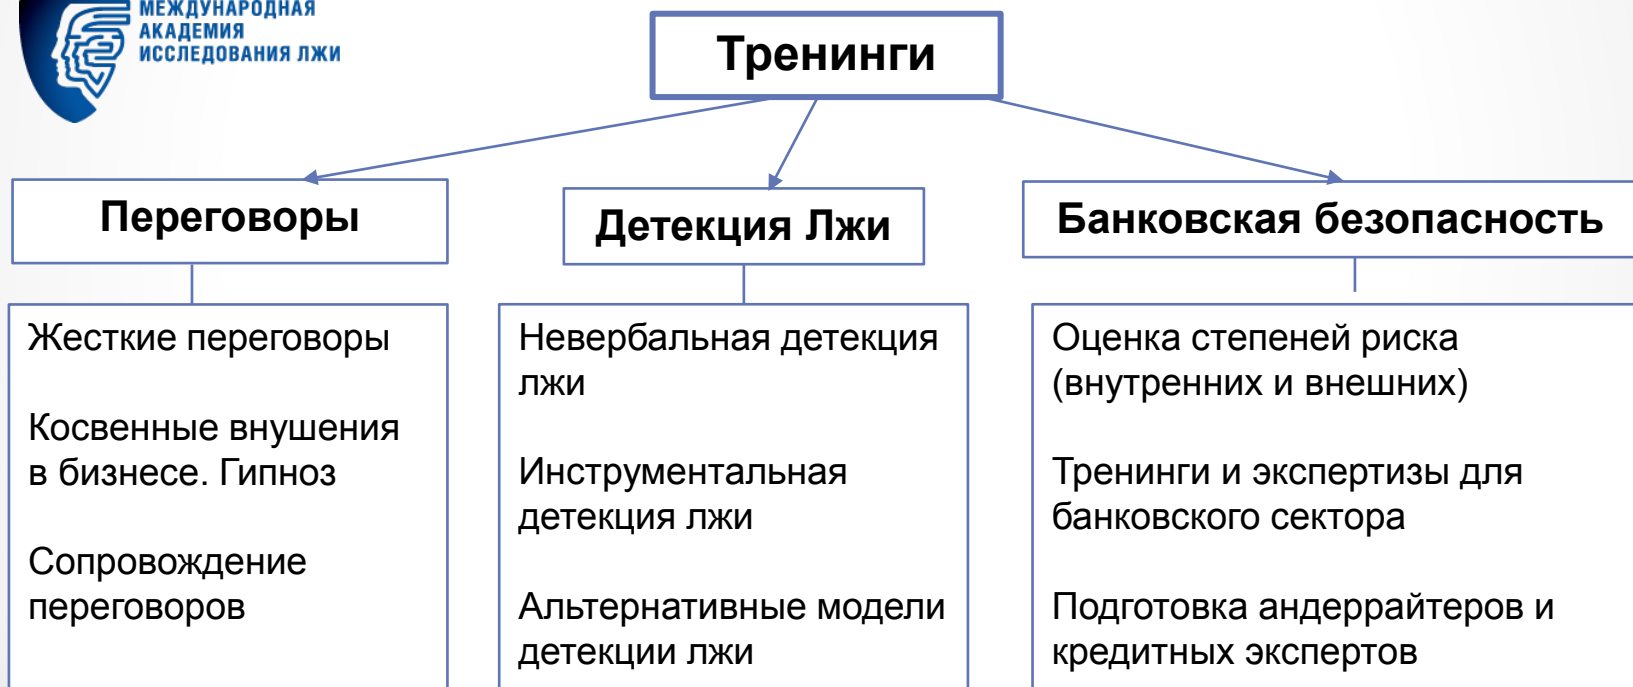 МЕЖДУНАРОДНАЯ
АКАДЕМИЯ
ИССЛЕДОВАНИЯ ЛЖИ
Тренинги
Переговоры
Детекция Лжи
Банковская безопасность
Жесткие переговоры
Косвенные внушения
в бизнесе. Гипноз
Сопровождение
переговоров
Невербальная детекция
лжи
Инструментальная
детекция лжи
Альтернативные модели
детекции лжи
Оценка степеней риска
(внутренних и внешних)
Тренинги и экспертизы для
банковского сектора
Подготовка андеррайтеров и
кредитных экспертов